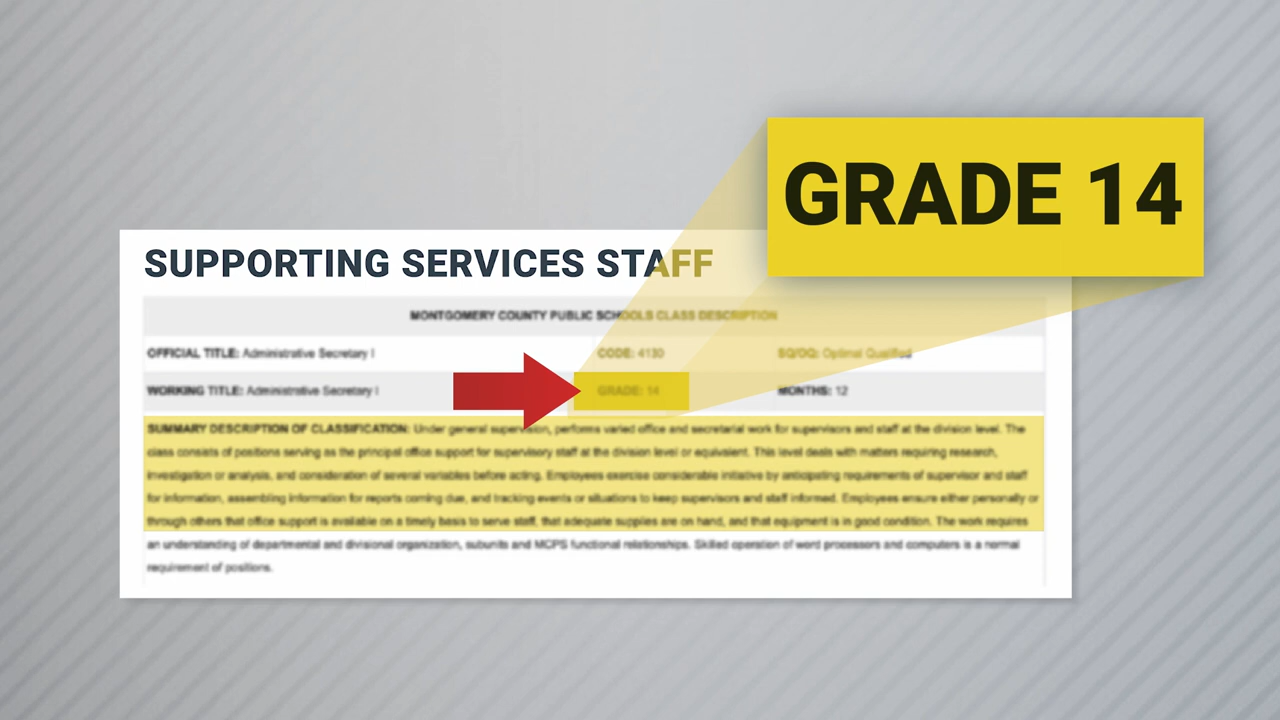 GRADE 14
SUPPORTING SERVICES STAFF
MONTGOMERY COUNTY PUBLIC SCHOOLS CLASS DESCRIPTION
OFFICIAL TITLE: Administrative Secretary I CODE: 4130 SQ/OQ: Optimal Qualified
WORKING TITLE: Administrative Secretary I GRADE: 14 MONTHS: 12
SUMMARY DESCRIPTION OF CLASSIFICATION: Under general supervision, performs varied office and secretarial work for supervisors and staff at the division level. The
class consists of positions serving as the principal office support for supervisory staff at the division level or equivalent. This level deals with matters requiring research,
investigation or analysis, and consideration of several variables before acting. Employees exercise considerable initiative by anticipating requirements of supervisor and staff
for information, assembling information for reports coming due, and tracking events or situations to keep supervisors and staff informed. Employees ensure either personally or
through others that office support is available on a timely basis to serve staff, that adequate supplies are on hand, and that equipment is in good condition. The work requires
an understanding of departmental and divisional organization, subunits and MCPS functional relationships. Skilled operation of word processors and computers is a normal
requirement of positions.